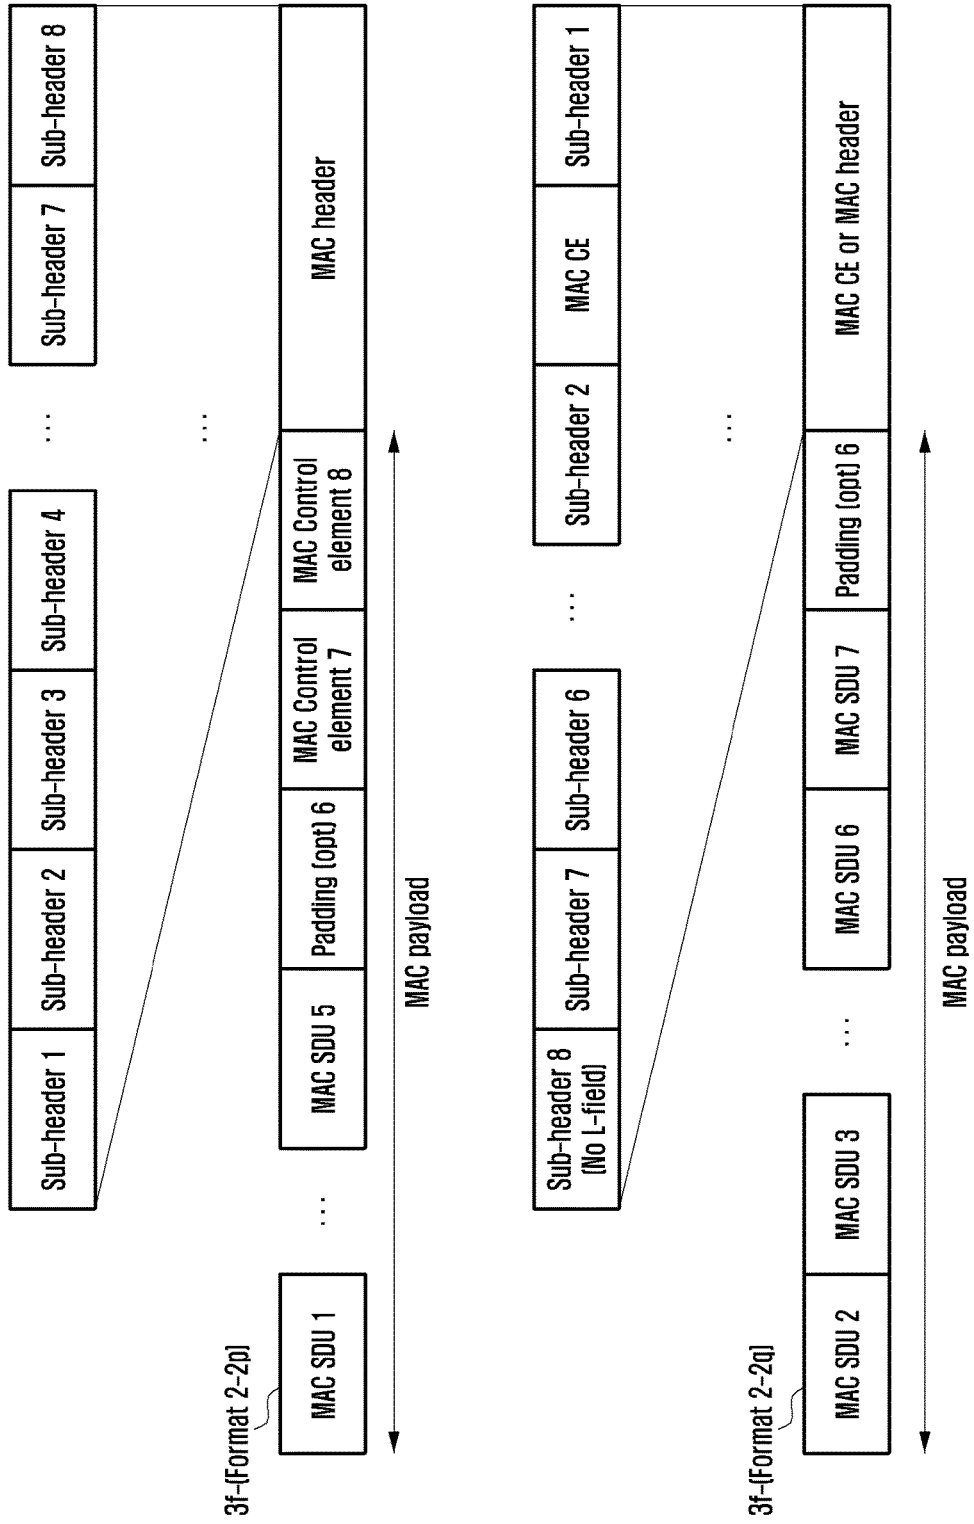 Sub-header 1
Sub-header 2
Sub-header 3
Sub-header 4
...
Sub-header 7
Sub-header 8
...
3f-(Format 2-2p)
MAC SDU 1
...
MAC SDU 5
Padding (opt) 6
MAC Control
element 7
MAC Control
element 8
MAC header
MAC payload
Sub-header 8
(No L-field)
Sub-header 7
Sub-header 6
...
Sub-header 2
MAC CE
Sub-header 1
...
3f-(Format 2-2q)
MAC SDU 2
MAC SDU 3
...
MAC SDU 6
MAC SDU 7
Padding (opt) 6
MAC CE or MAC header
MAC payload